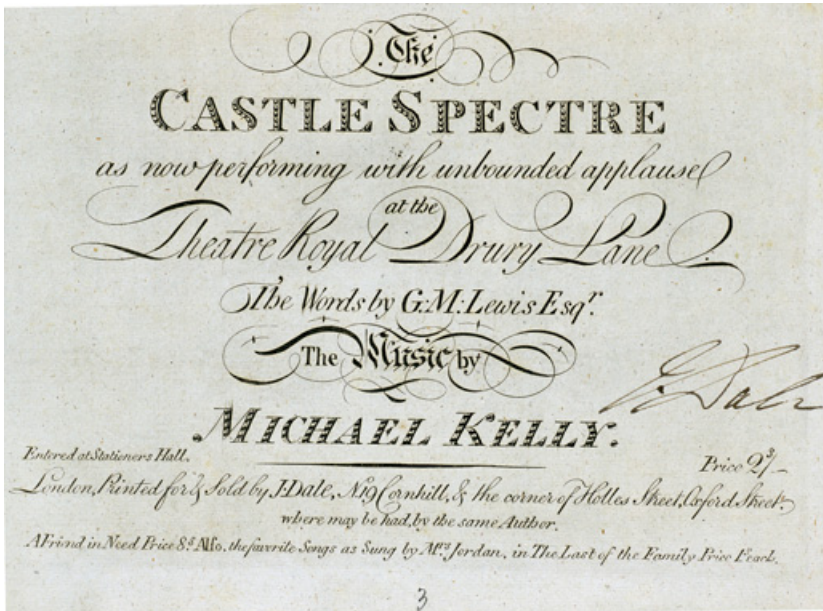 The
CASTLE SPECTRE
as now performing with unbounded applause
at the
Theatre Royal Drury Lane
The Words by G:M:Lewis Esqr.
The Music by
MICHAEL KELLY.
J. Dale
Entered at Stationers Hall.
Price 2s/-
London, Printed for & Sold by J. Dale, No. 19 Cornhill, & the corner of Holles Street, Oxford Street.
where may be had, by the same Author.
A Friend in Need Price 8s. Also, the favorite Songs as Sung by Mrs. Jordan, in The Last of the Family Price Each.
3